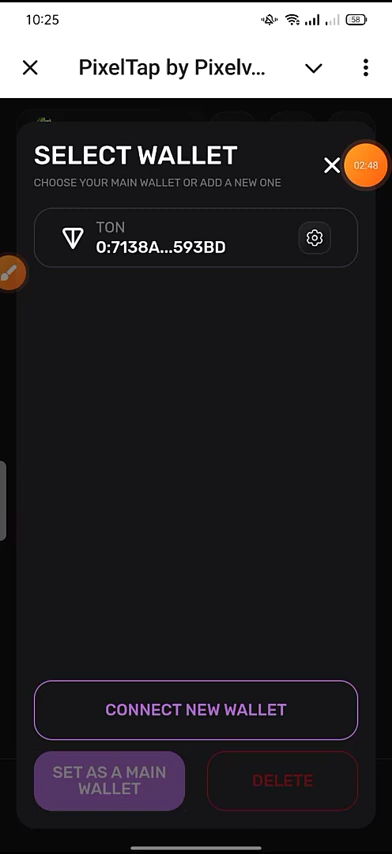 10:25
58
PixelTap by Pixelv...
SELECT WALLET
CHOOSE YOUR MAIN WALLET OR ADD A NEW ONE
02:48
TON
0:7138A...593BD
CONNECT NEW WALLET
SET AS A MAIN
WALLET
DELETE